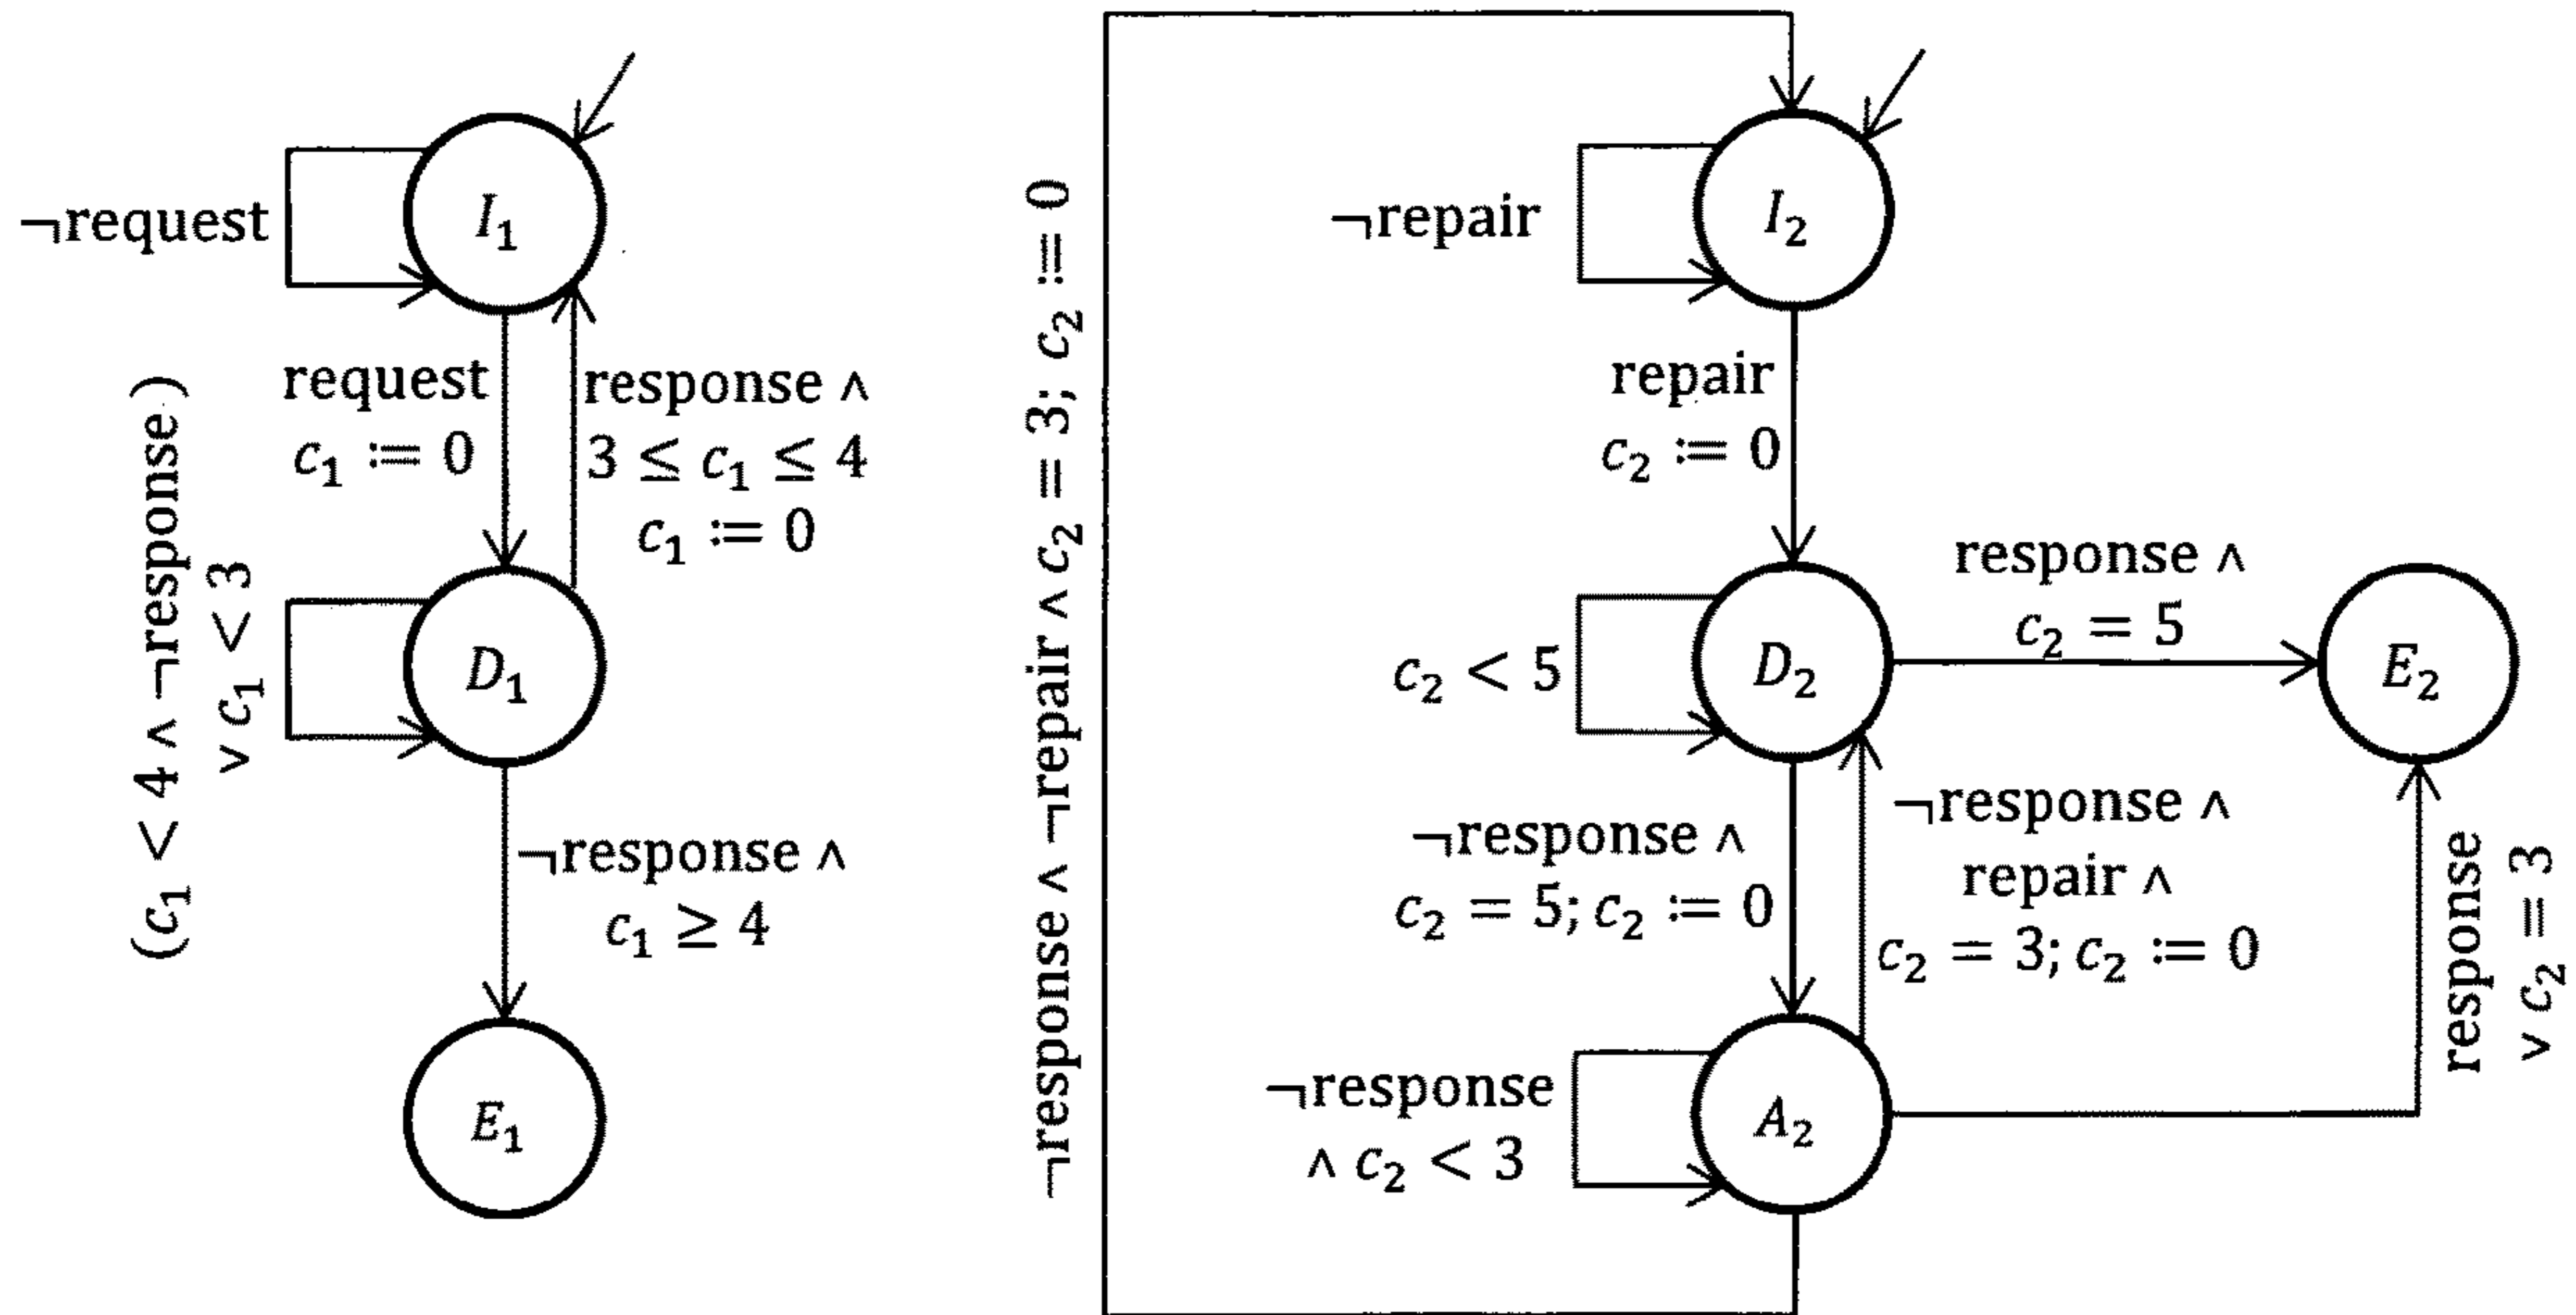 I₁
¬request
request
c₁ := 0
response ∧
3 ≤ c₁ ≤ 4
c₁ := 0
(c₁ < 4 ∧ ¬response)
∨ c₁ < 3
D₁
¬response ∧
c₁ ≥ 4
E₁
¬response ∧ ¬repair ∧ c₂ = 3; c₂ := 0
I₂
¬repair
repair
c₂ := 0
D₂
c₂ < 5
response ∧
c₂ = 5
E₂
¬response ∧
c₂ = 5; c₂ := 0
¬response ∧
repair ∧
c₂ = 3; c₂ := 0
A₂
¬response
∧ c₂ < 3
response
∨ c₂ = 3